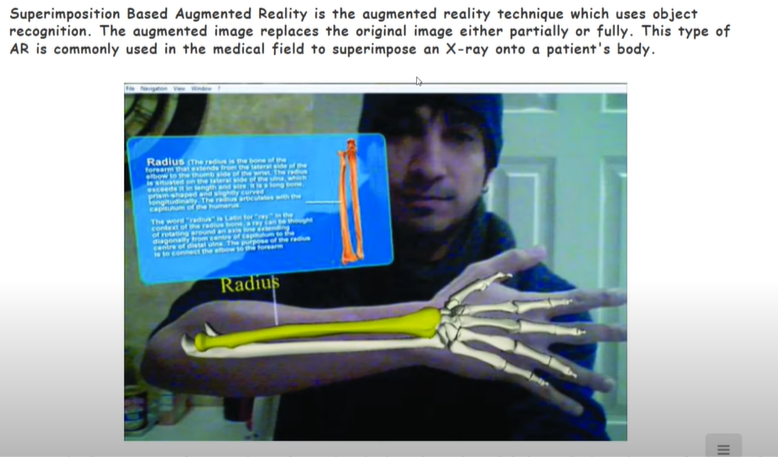 Superimposition Based Augmented Reality is the augmented reality technique which uses object
recognition. The augmented image replaces the original image either partially or fully. This type of
AR is commonly used in the medical field to superimpose an X-ray onto a patient's body.
File Navigation View Window ?
Radius (The radius is the bone of the
forearm that extends from the lateral side of the
elbow to the thumb side of the wrist. The radius
is situated on the lateral side of the ulna, which
exceeds it in length and size. It is a long bone,
prism-shaped and slightly curved
longitudinally. The radius articulates with the
capitulum of the humerus
The word "radius" is Latin for "ray". In the
context of the radius bone, a ray can be thought
of rotating around an axis line extending
diagonally from centre of capitulum to the
centre of distal ulna. The purpose of the radius
is to connect the elbow to the forearm
Radius